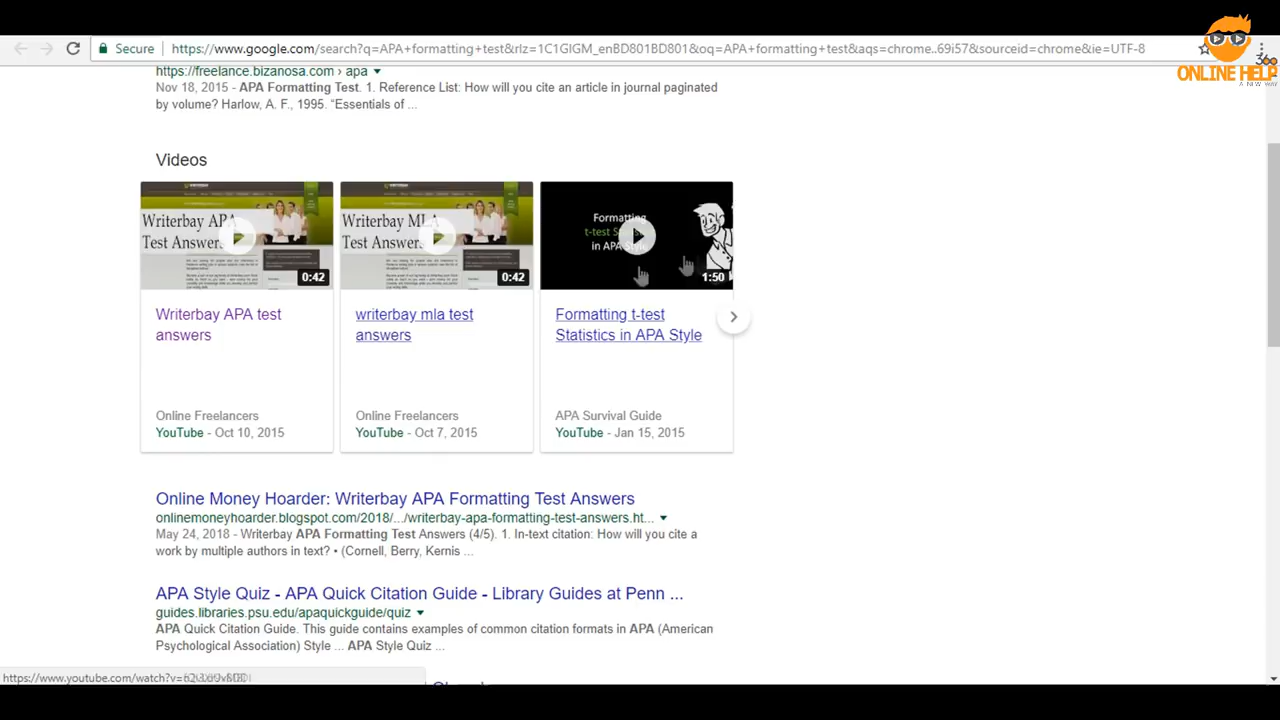 Secure
https://www.google.com/search?q=APA+formatting+test&rlz=1C1GIGM_enBD801BD801&oq=APA+formatting+test&aqs=chrome..69i57&sourceid=chrome&ie=UTF-8
360
ONLINE HELP
A NEW WAY
https://freelance.bizanosa.com › apa
Nov 18, 2015 - APA Formatting Test. 1. Reference List: How will you cite an article in journal paginated
by volume? Harlow, A. F., 1995. “Essentials of ...
Videos
Writerbay APA
Test Answers
0:42
Writerbay MLA
Test Answers
0:42
Formatting
t-test
in APA Style
1:50
Writerbay APA test
answers
Online Freelancers
YouTube - Oct 10, 2015
writerbay mla test
answers
Online Freelancers
YouTube - Oct 7, 2015
Formatting t-test
Statistics in APA Style
APA Survival Guide
YouTube - Jan 15, 2015
Online Money Hoarder: Writerbay APA Formatting Test Answers
onlinemoneyhoarder.blogspot.com/2018/.../writerbay-apa-formatting-test-answers.ht...
May 24, 2018 - Writerbay APA Formatting Test Answers (4/5). 1. In-text citation: How will you cite a
work by multiple authors in text? • (Cornell, Berry, Kernis ...
APA Style Quiz - APA Quick Citation Guide - Library Guides at Penn ...
guides.libraries.psu.edu/apaquickguide/quiz
APA Quick Citation Guide. This guide contains examples of common citation formats in APA (American
Psychological Association) Style ... APA Style Quiz ...
https://www.youtube.com/watch?v=